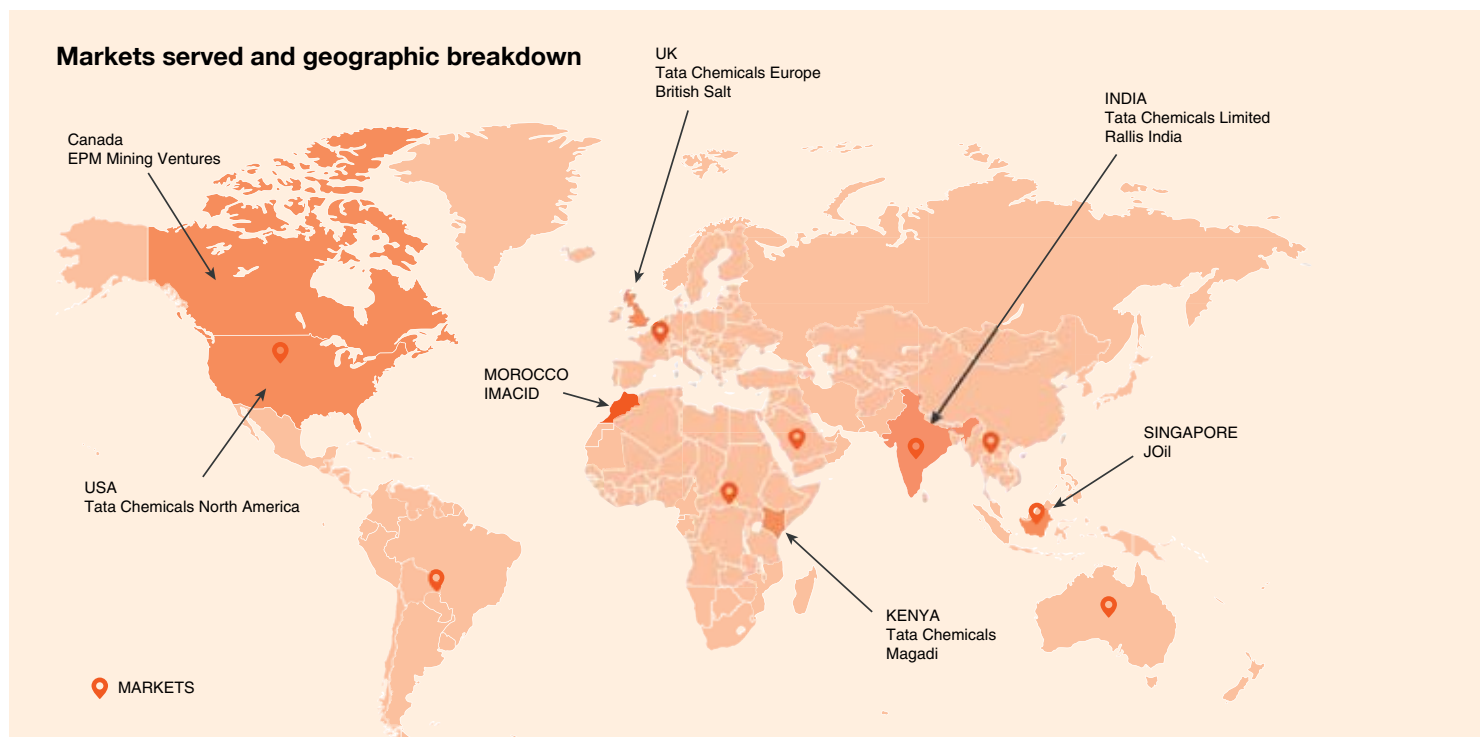 Markets served and geographic breakdown
UK
Tata Chemicals Europe
British Salt
INDIA
Tata Chemicals Limited
Rallis India
Canada
EPM Mining Ventures
MOROCCO
IMACID
SINGAPORE
JOil
USA
Tata Chemicals North America
KENYA
Tata Chemicals
Magadi
MARKETS